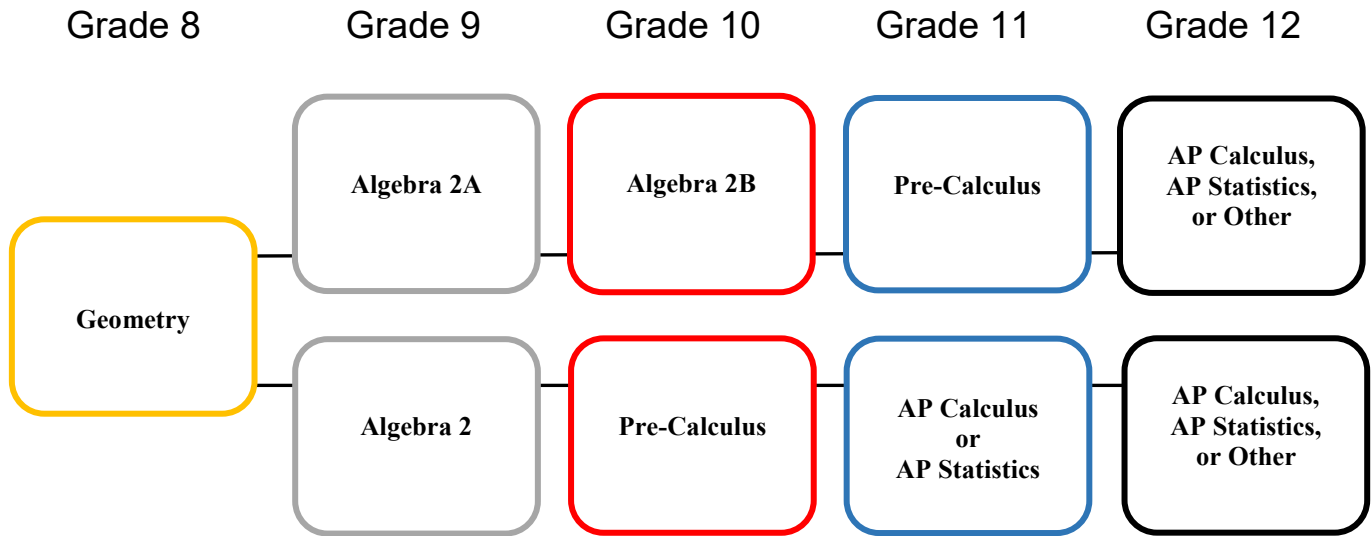 Grade 8 Grade 9 Grade 10 Grade 11 Grade 12
Algebra 2A
Algebra 2B
Pre-Calculus
AP Calculus,
AP Statistics,
or Other
Geometry
Algebra 2
Pre-Calculus
AP Calculus
or
AP Statistics
AP Calculus,
AP Statistics,
or Other